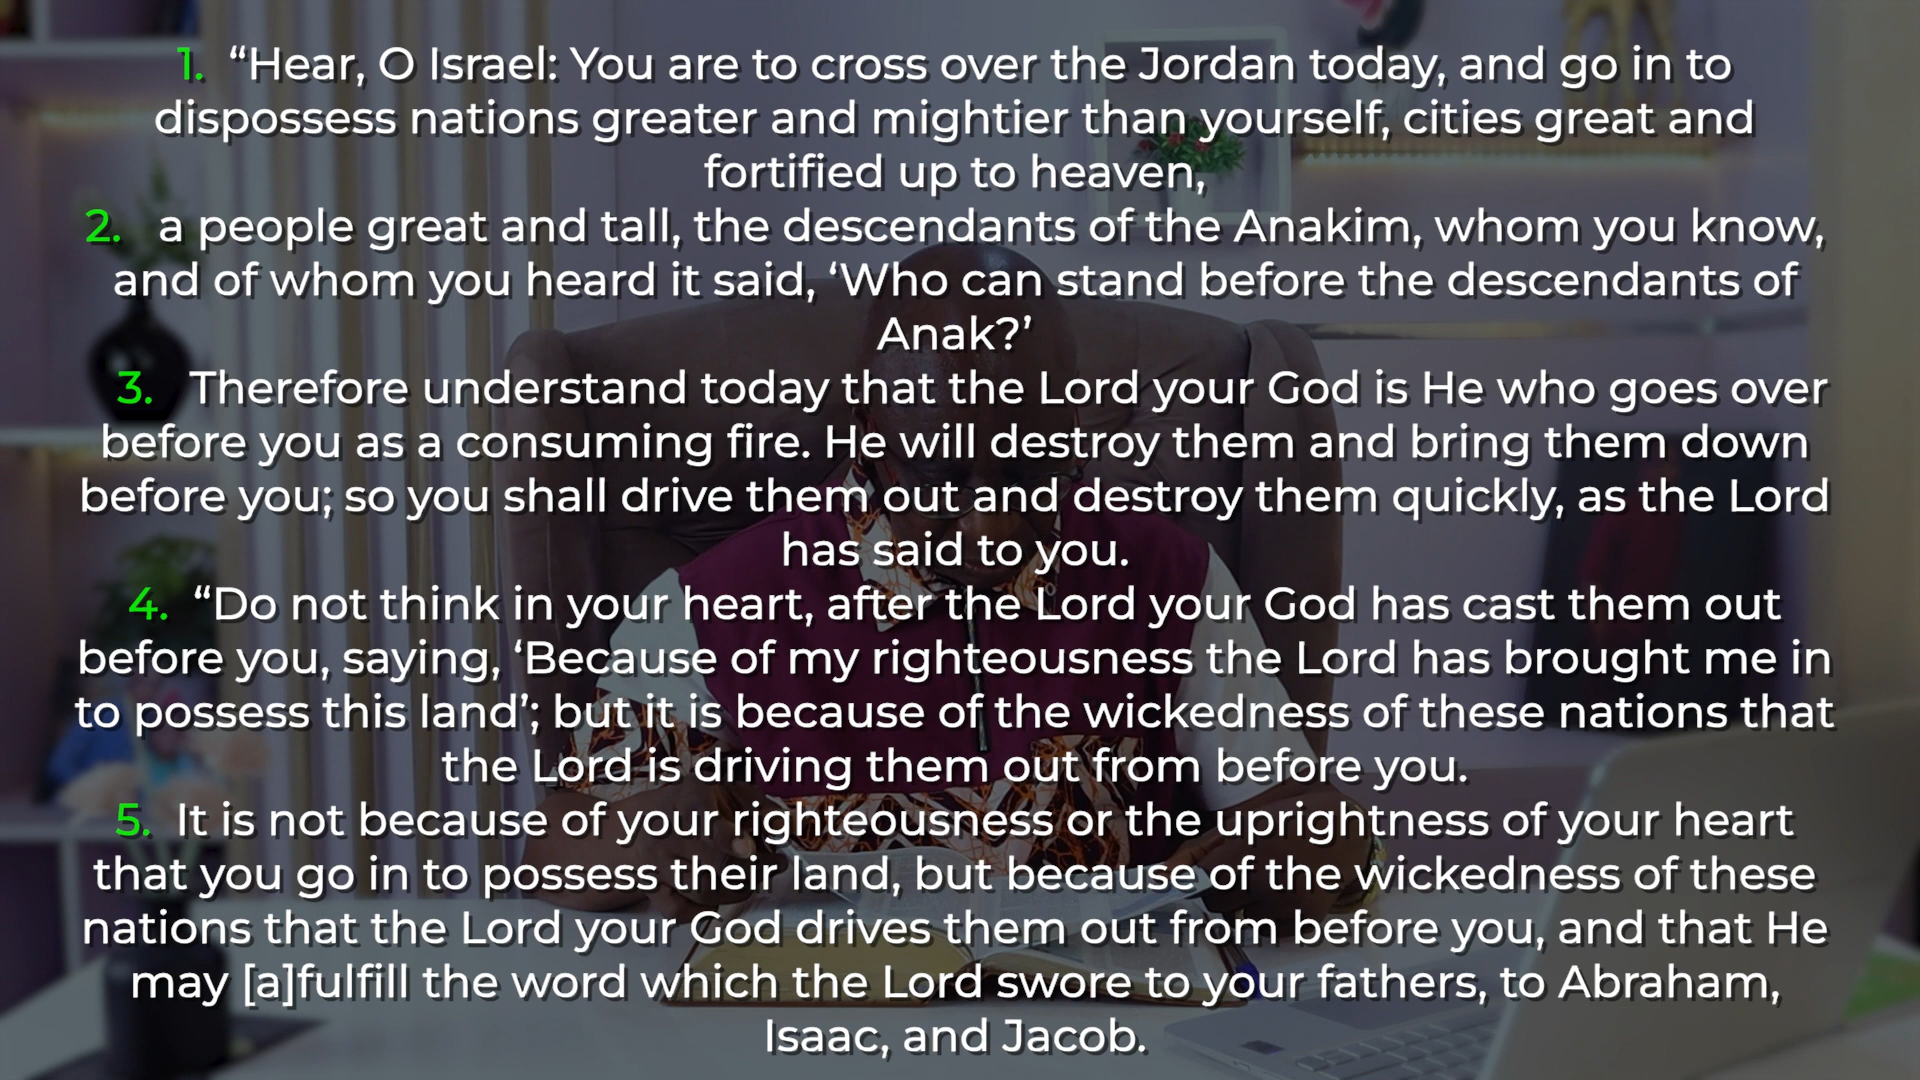 1. “Hear, O Israel: You are to cross over the Jordan today, and go in to
dispossess nations greater and mightier than yourself, cities great and
fortified up to heaven,
2. a people great and tall, the descendants of the Anakim, whom you know,
and of whom you heard it said, ‘Who can stand before the descendants of
Anak?’
3. Therefore understand today that the Lord your God is He who goes over
before you as a consuming fire. He will destroy them and bring them down
before you; so you shall drive them out and destroy them quickly, as the Lord
has said to you.
4. “Do not think in your heart, after the Lord your God has cast them out
before you, saying, ‘Because of my righteousness the Lord has brought me in
to possess this land’; but it is because of the wickedness of these nations that
the Lord is driving them out from before you.
5. It is not because of your righteousness or the uprightness of your heart
that you go in to possess their land, but because of the wickedness of these
nations that the Lord your God drives them out from before you, and that He
may [a]fulfill the word which the Lord swore to your fathers, to Abraham,
Isaac, and Jacob.